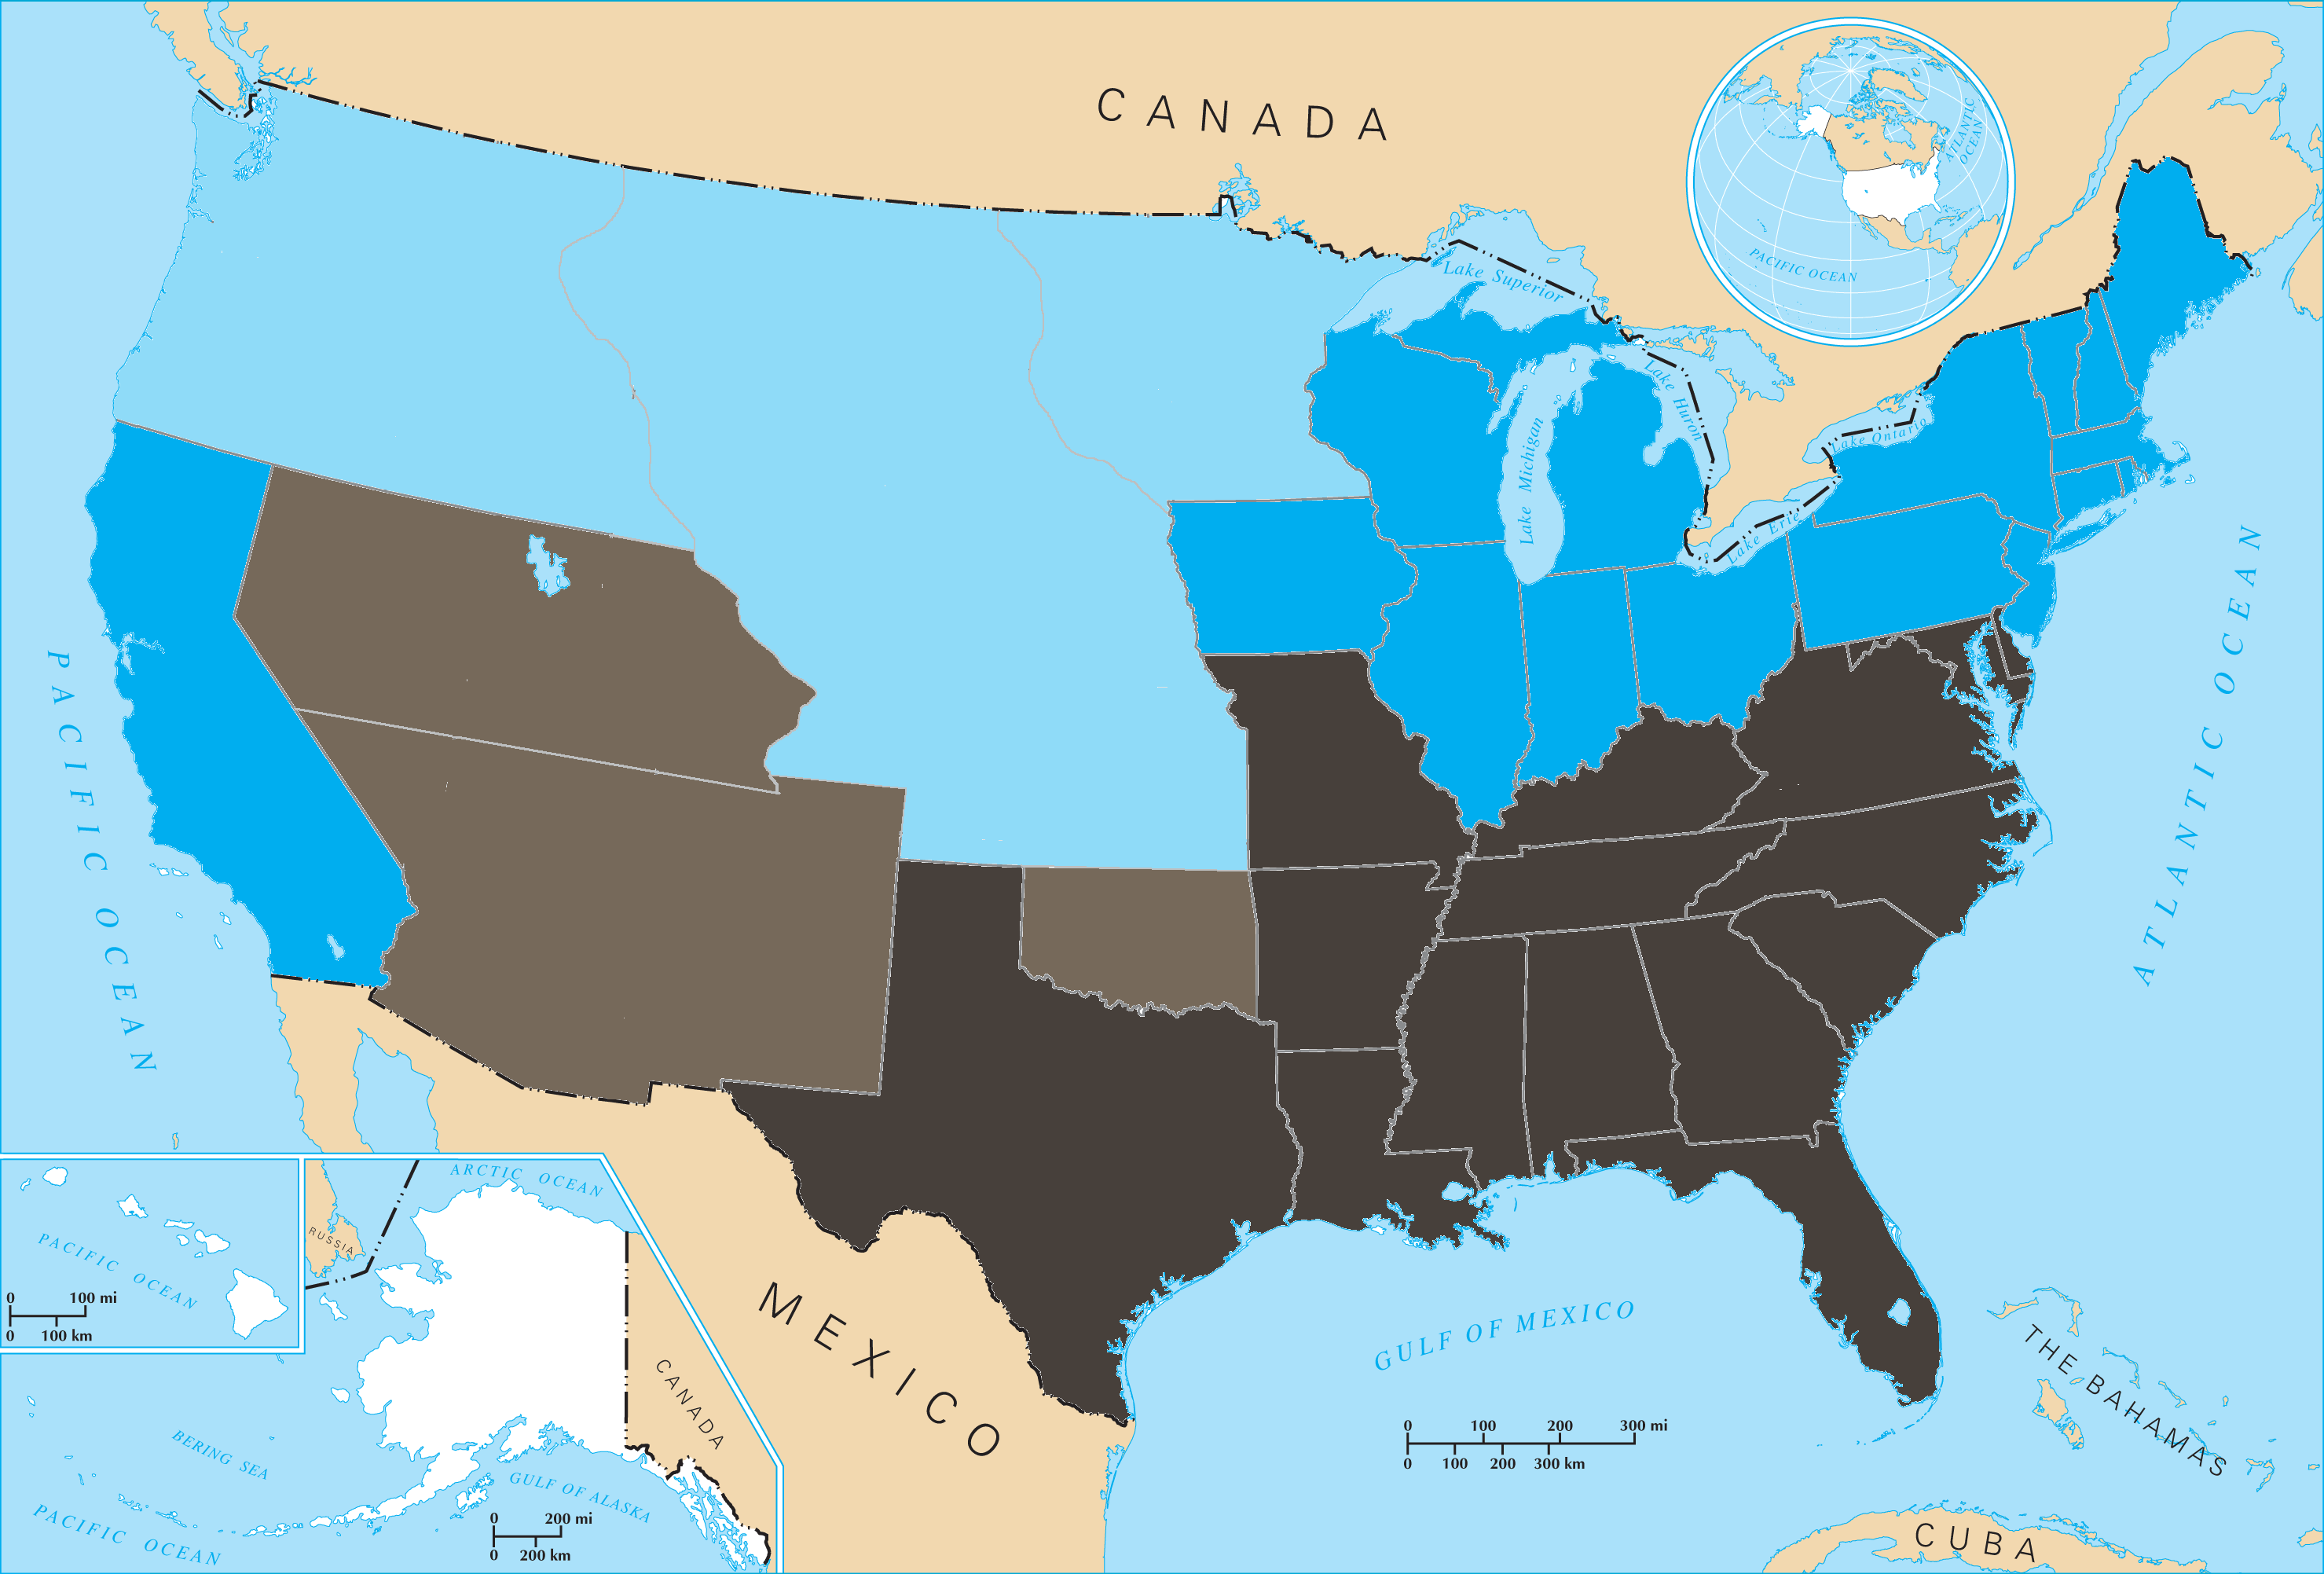 CANADA
ATLANTIC
OCEAN
PACIFIC OCEAN
Lake Superior
Lake Huron
Lake Michigan
Lake Ontario
Lake Erie
PACIFIC OCEAN
ATLANTIC OCEAN
ARCTIC OCEAN
RUSSIA
PACIFIC OCEAN
0 100 mi
0 100 km
MEXICO
GULF OF MEXICO
THE BAHAMAS
CANADA
BERING SEA
GULF OF ALASKA
PACIFIC OCEAN
0 200 mi
0 200 km
0 100 200 300 mi
0 100 200 300 km
CUBA